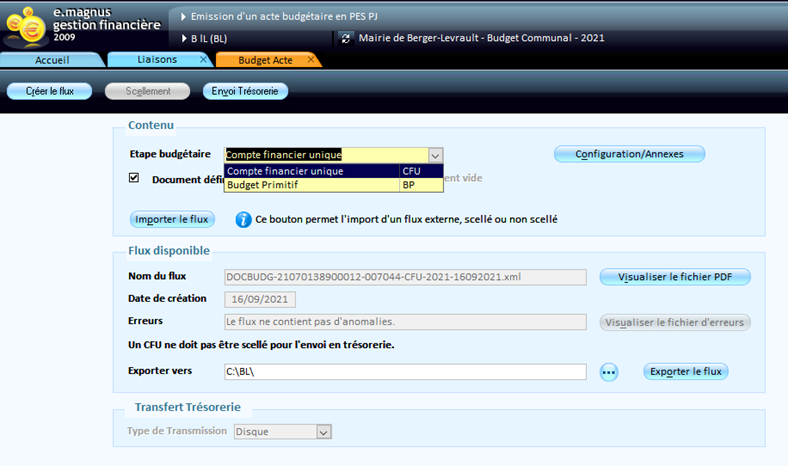 e.magnus
gestion financière
2009
Emission d'un acte budgétaire en PES PJ
B IL (BL)
Mairie de Berger-Levrault - Budget Communal - 2021
Accueil
Liaisons
Budget Acte
Créer le flux
Scellement
Envoi Trésorerie
Contenu
Etape budgétaire
Compte financier unique
Configuration/Annexes
Compte financier unique CFU
Document défi
ent vide
Budget Primitif BP
Importer le flux
Ce bouton permet l'import d'un flux externe, scellé ou non scellé
Flux disponible
Nom du flux
DOCBUDG-21070138900012-007044-CFU-2021-16092021.xml
Visualiser le fichier PDF
Date de création
16/09/2021
Erreurs
Le flux ne contient pas d'anomalies.
Visualiser le fichier d'erreurs
Un CFU ne doit pas être scellé pour l'envoi en trésorerie.
Exporter vers
C:\BL\
...
Exporter le flux
Transfert Trésorerie
Type de Transmission
Disque